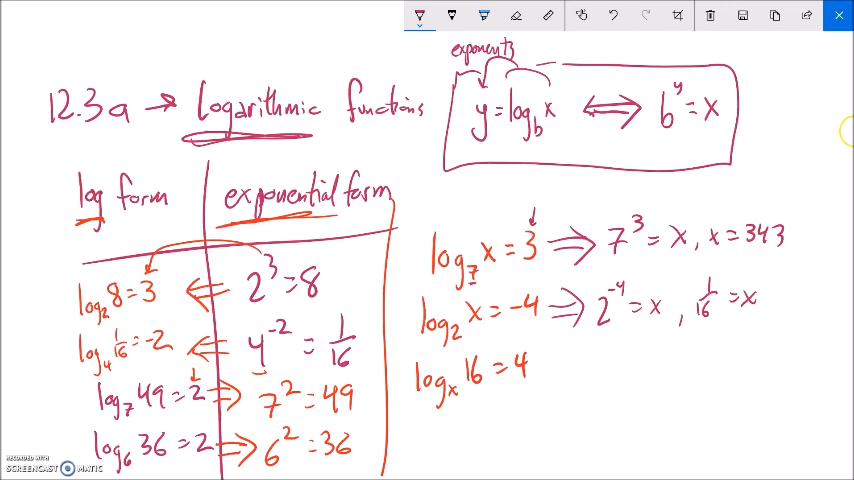 exponents
12.3a → Logarithmic functions
y = log_b x ⟺ b^y = x
log form
exponential form
log_2 8 = 3 ⇐ 2^3 = 8
log_4 1/16 = -2 ⇐ 4^-2 = 1/16
log_7 49 = 2 ⇒ 7^2 = 49
log_6 36 = 2 ⇒ 6^2 = 36
log_7 x = 3 ⇒ 7^3 = x, x = 343
log_2 x = -4 ⇒ 2^-4 = x, 1/16 = x
log_x 16 = 4
RECORDED WITH
SCREENCAST MATIC